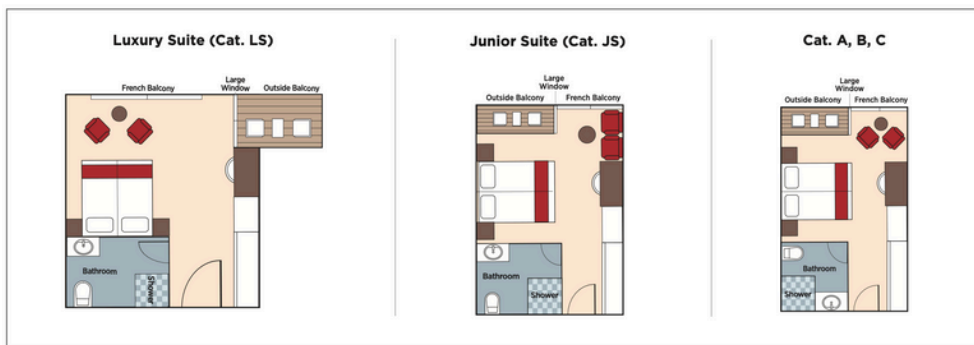 Luxury Suite (Cat. LS)
French Balcony
Large
Window
Outside Balcony
Bathroom
Shower
Junior Suite (Cat. JS)
Large
Window
Outside Balcony
French Balcony
Bathroom
Shower
Cat. A, B, C
Large
Window
Outside Balcony
French Balcony
Bathroom
Shower